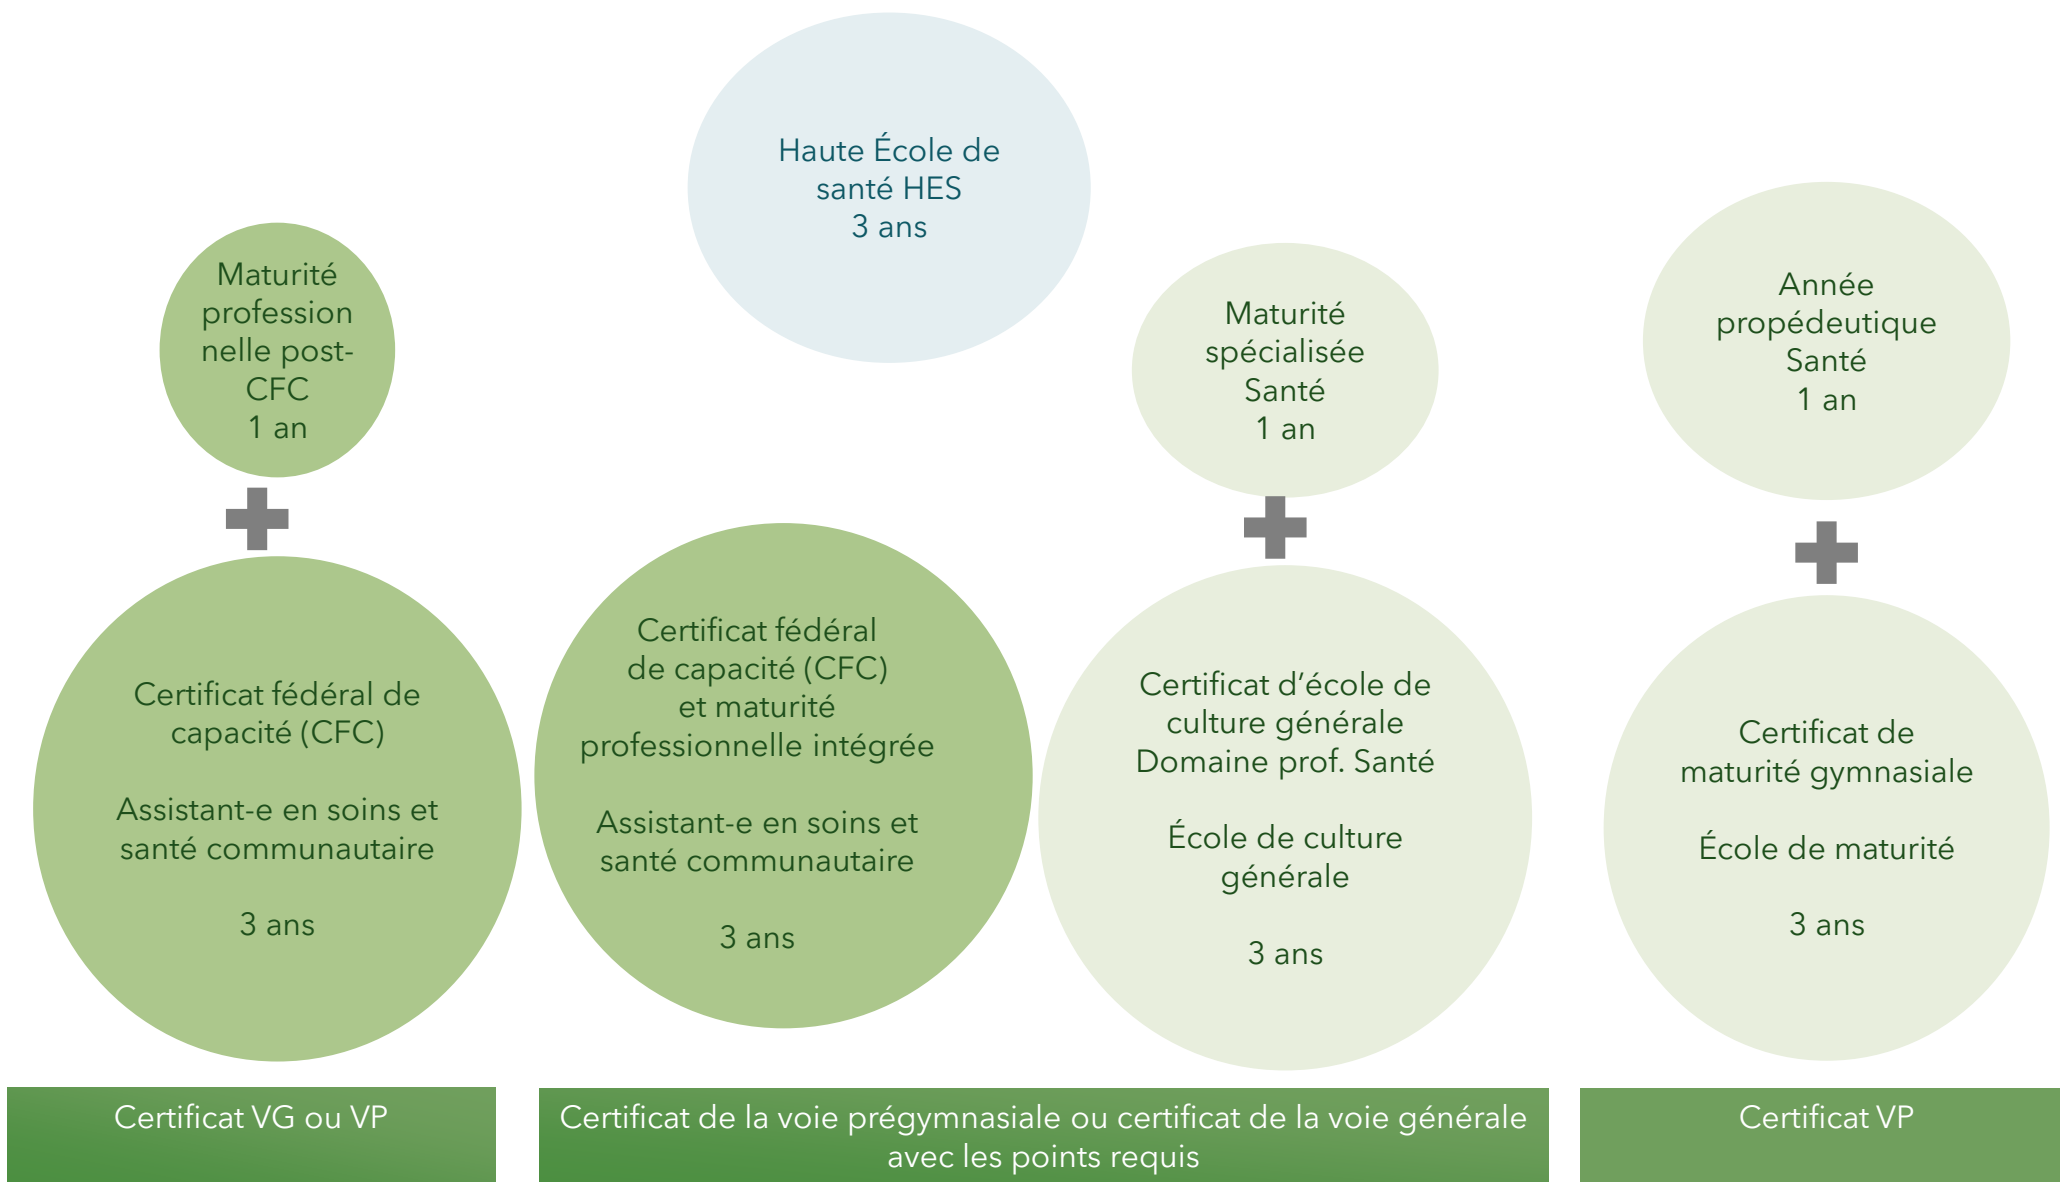 Haute École de
santé HES
3 ans
Maturité
profession
nelle post-
CFC
1 an
Maturité
spécialisée
Santé
1 an
Année
propédeutique
Santé
1 an
Certificat fédéral de
capacité (CFC)
Assistant-e en soins et
santé communautaire
3 ans
Certificat fédéral
de capacité (CFC)
et maturité
professionnelle intégrée
Assistant-e en soins et
santé communautaire
3 ans
Certificat d’école de
culture générale
Domaine prof. Santé
École de culture
générale
3 ans
Certificat de
maturité gymnasiale
École de maturité
3 ans
Certificat VG ou VP
Certificat de la voie prégymnasiale ou certificat de la voie générale
avec les points requis
Certificat VP